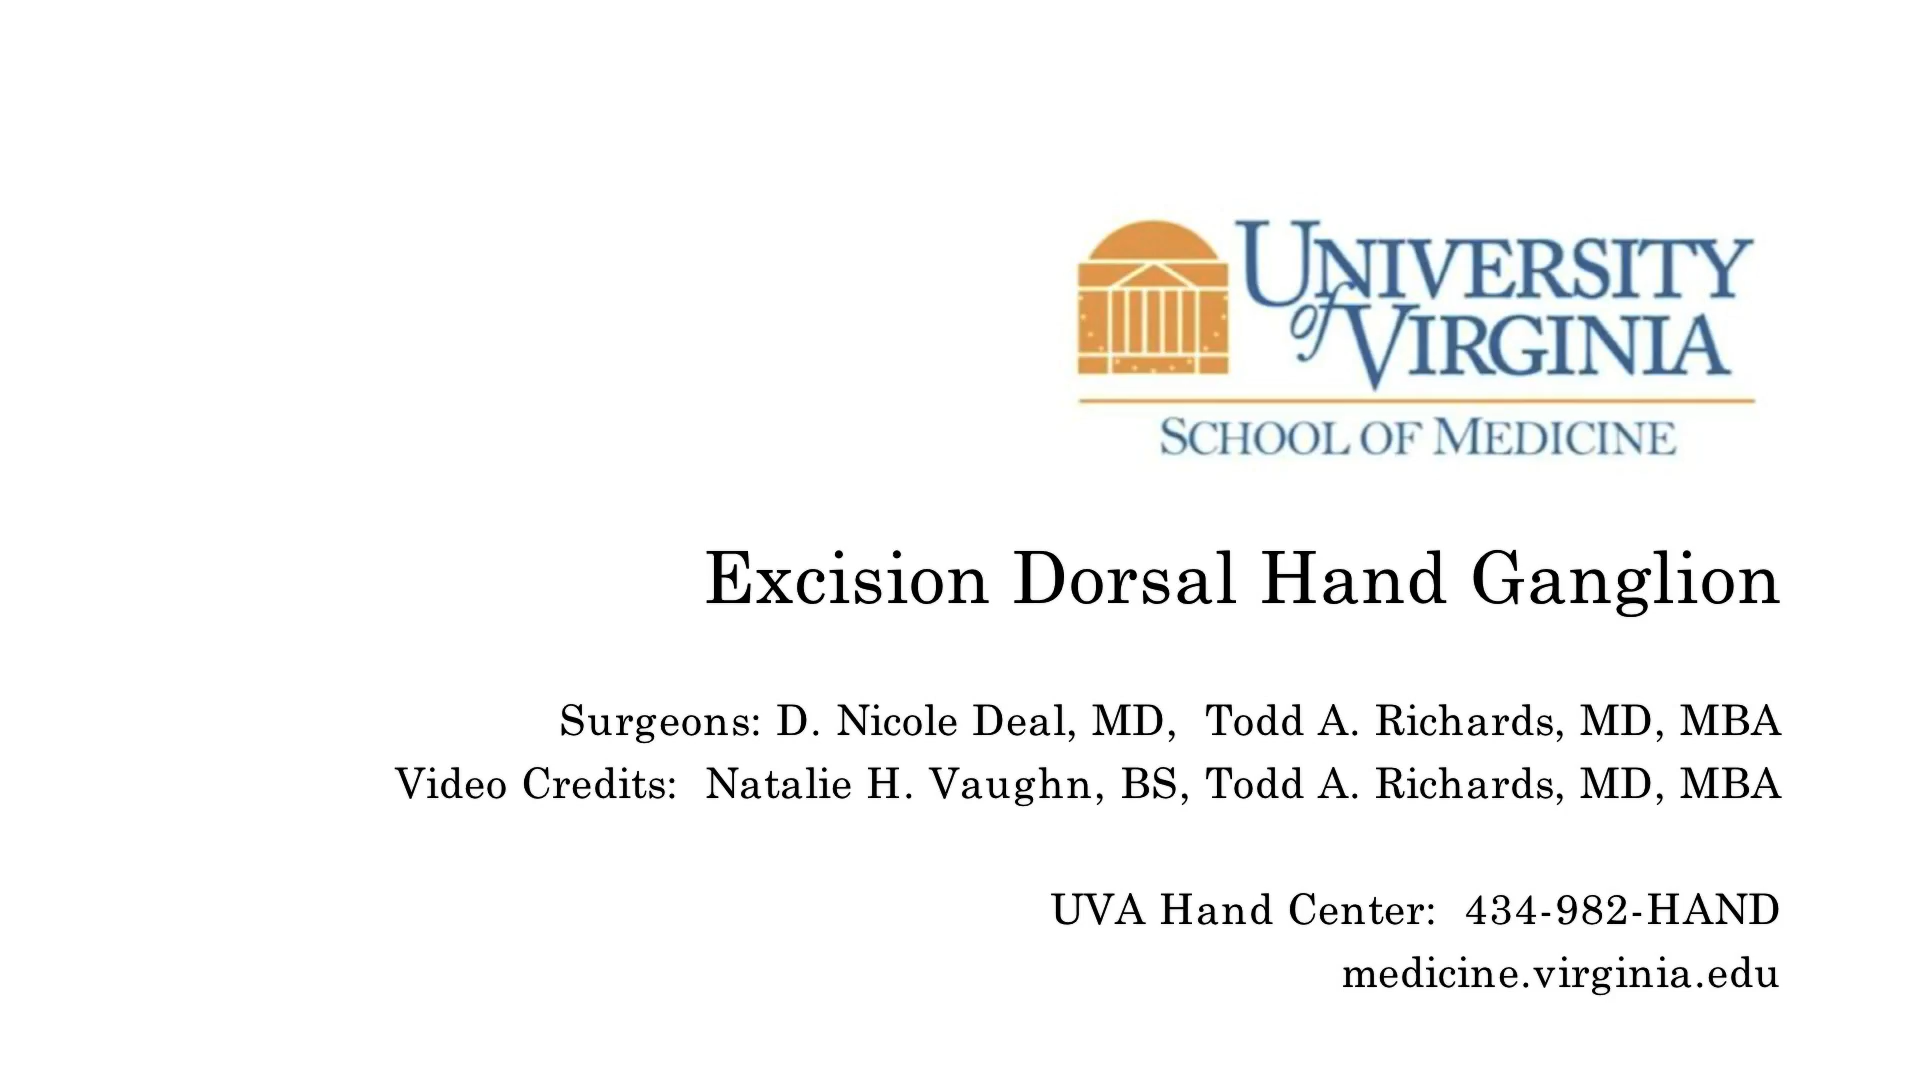 UNIVERSITY
of VIRGINIA
SCHOOL OF MEDICINE
Excision Dorsal Hand Ganglion
Surgeons: D. Nicole Deal, MD,  Todd A. Richards, MD, MBA
Video Credits:  Natalie H. Vaughn, BS, Todd A. Richards, MD, MBA
UVA Hand Center:  434-982-HAND
medicine.virginia.edu